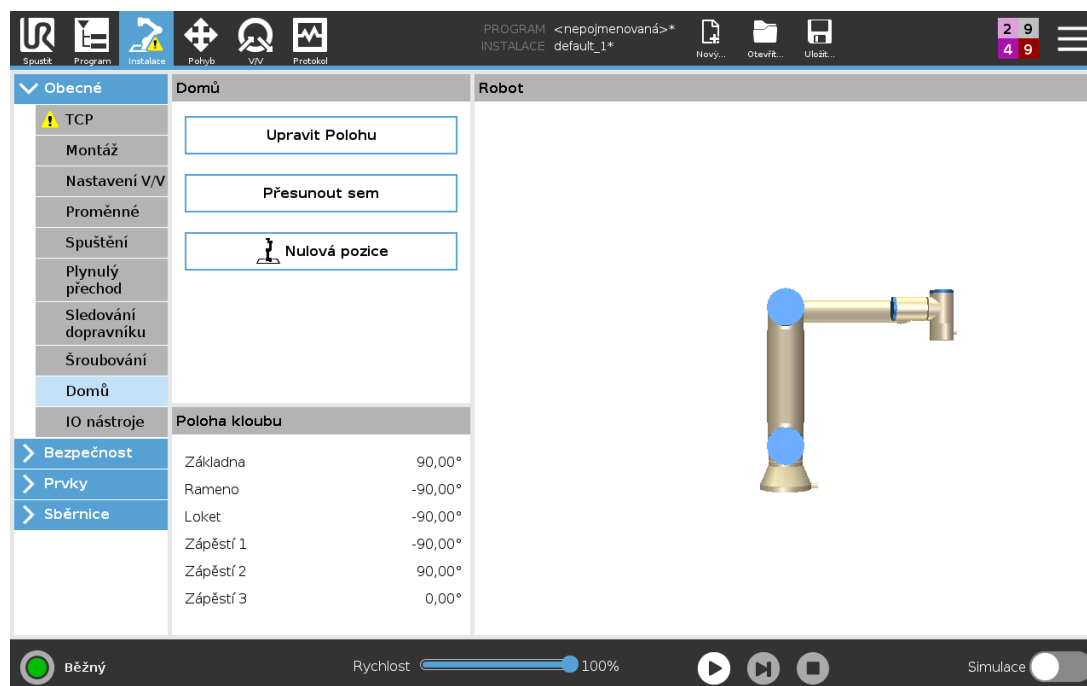 UR
Spustit
Program
Instalace
Pohyb
V/V
Protokol
PROGRAM <nepojmenovaná>*
INSTALACE default_1*
Nový...
Otevřít...
Uložit...
2 9
4 9
Obecné
TCP
Montáž
Nastavení V/V
Proměnné
Spuštění
Plynulý
přechod
Sledování
dopravníku
Šroubování
Domů
IO nástroje
Bezpečnost
Prvky
Sběrnice
Domů
Upravit Polohu
Přesunout sem
Nulová pozice
Poloha kloubu
Základna 90,00°
Rameno -90,00°
Loket -90,00°
Zápěstí 1 -90,00°
Zápěstí 2 90,00°
Zápěstí 3 0,00°
Robot
Běžný
Rychlost 100%
Simulace